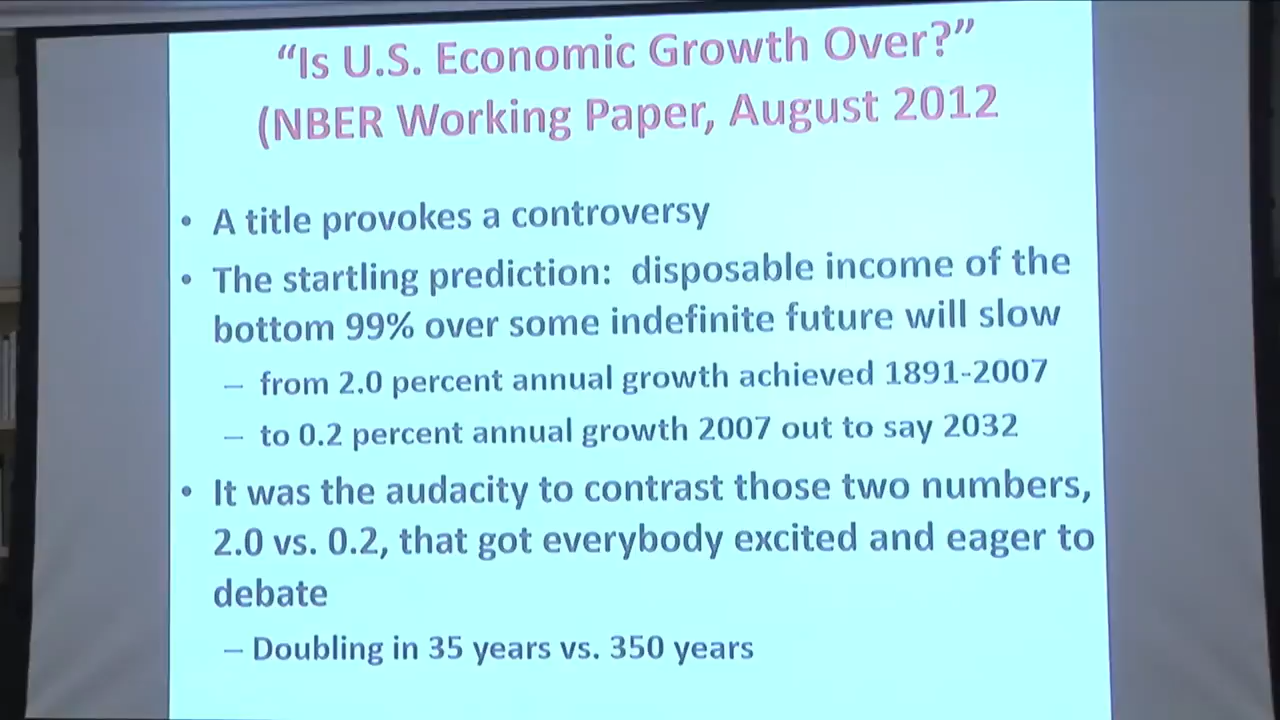 “Is U.S. Economic Growth Over?”
(NBER Working Paper, August 2012
• A title provokes a controversy
• The startling prediction:  disposable income of the
bottom 99% over some indefinite future will slow
– from 2.0 percent annual growth achieved 1891-2007
– to 0.2 percent annual growth 2007 out to say 2032
• It was the audacity to contrast those two numbers,
2.0 vs. 0.2, that got everybody excited and eager to
debate
– Doubling in 35 years vs. 350 years